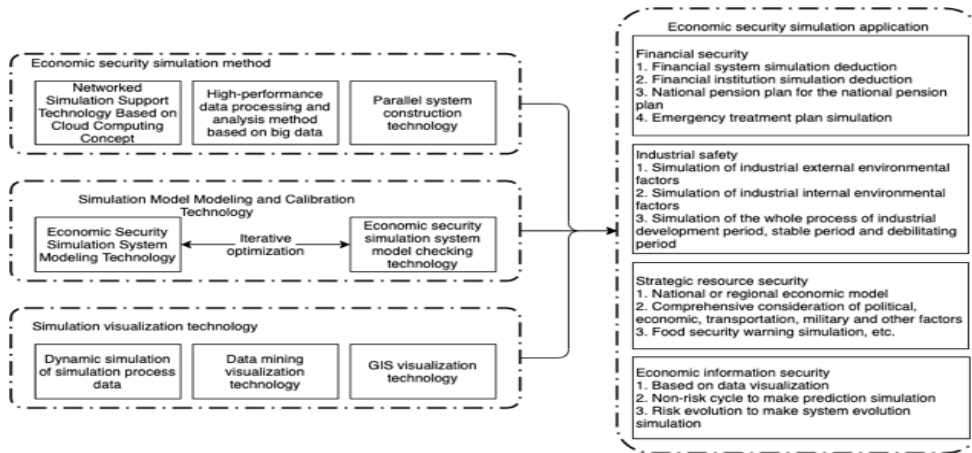 Economic security simulation method
Networked
Simulation Support
Technology Based on
Cloud Computing
Concept
High-performance
data processing and
analysis method
based on big data
Parallel system
construction
technology
Simulation Model Modeling and Calibration
Technology
Economic Security
Simulation System
Modeling Technology
Iterative
optimization
Economic security
simulation system
model checking
technology
Simulation visualization technology
Dynamic simulation
of simulation process
data
Data mining
visualization
technology
GIS visualization
technology
Economic security simulation application
Financial security
1. Financial system simulation deduction
2. Financial institution simulation deduction
3. National pension plan for the national pension
plan
4. Emergency treatment plan simulation
Industrial safety
1. Simulation of industrial external environmental
factors
2. Simulation of industrial internal environmental
factors
3. Simulation of the whole process of industrial
development period, stable period and debilitating
period
Strategic resource security
1. National or regional economic model
2. Comprehensive consideration of political,
economic, transportation, military and other factors
3. Food security warning simulation, etc.
Economic information security
1. Based on data visualization
2. Non-risk cycle to make prediction simulation
3. Risk evolution to make system evolution
simulation